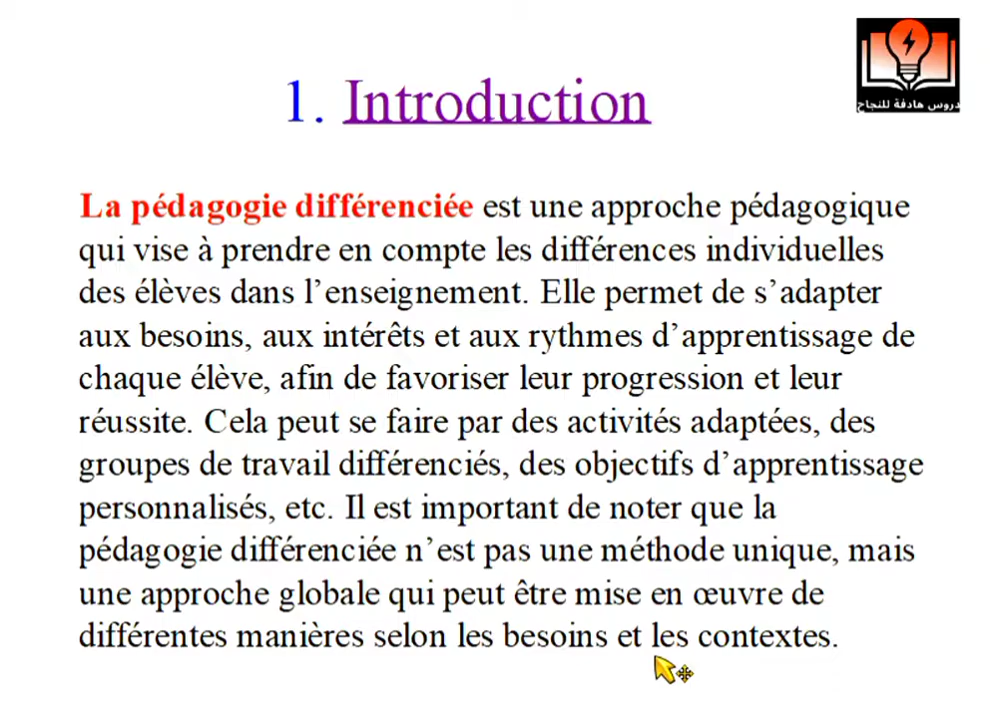 1. Introduction
دروس هادفة للنجاح
La pédagogie différenciée est une approche pédagogique
qui vise à prendre en compte les différences individuelles
des élèves dans l’enseignement. Elle permet de s’adapter
aux besoins, aux intérêts et aux rythmes d’apprentissage de
chaque élève, afin de favoriser leur progression et leur
réussite. Cela peut se faire par des activités adaptées, des
groupes de travail différenciés, des objectifs d’apprentissage
personnalisés, etc. Il est important de noter que la
pédagogie différenciée n’est pas une méthode unique, mais
une approche globale qui peut être mise en œuvre de
différentes manières selon les besoins et les contextes.